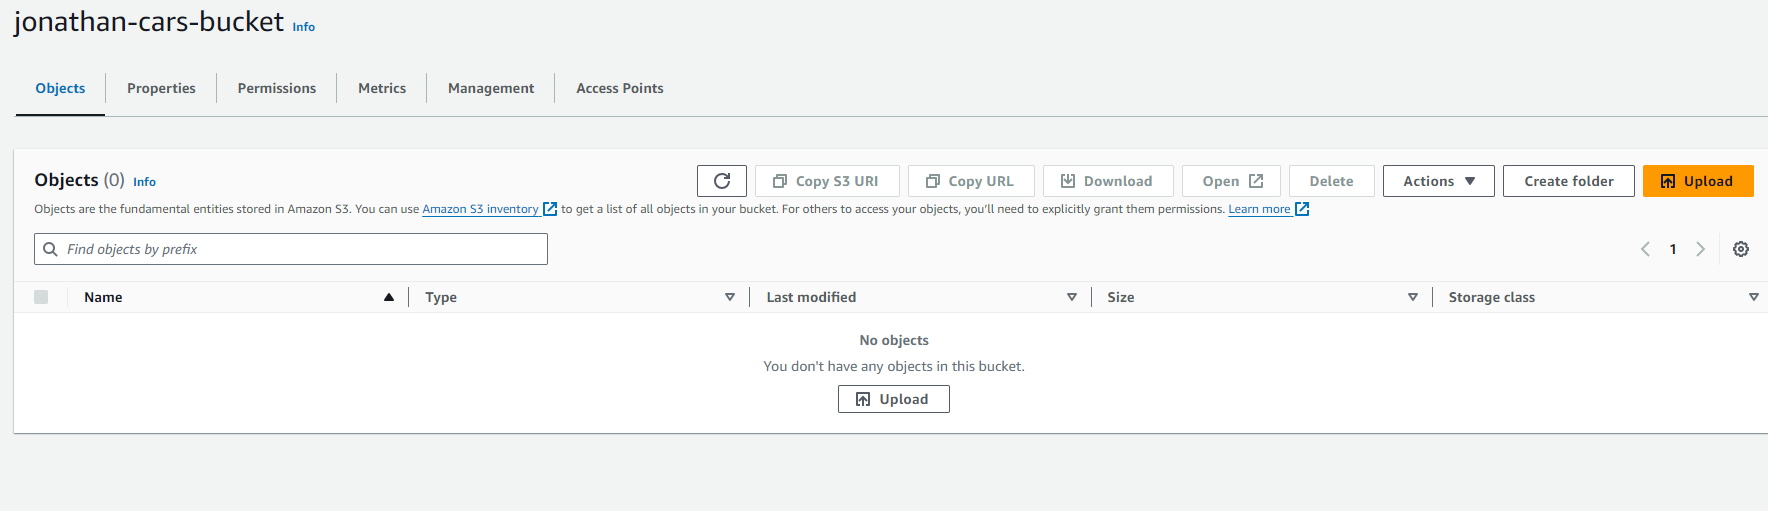 jonathan-cars-bucket Info
Objects Properties Permissions Metrics Management Access Points
Objects (0) Info Copy S3 URI Copy URL Download Open Delete Actions Create folder Upload
Objects are the fundamental entities stored in Amazon S3. You can use Amazon S3 inventory to get a list of all objects in your bucket. For others to access your objects, you'll need to explicitly grant them permissions. Learn more
Find objects by prefix 1
Name Type Last modified Size Storage class
No objects
You don't have any objects in this bucket.
Upload